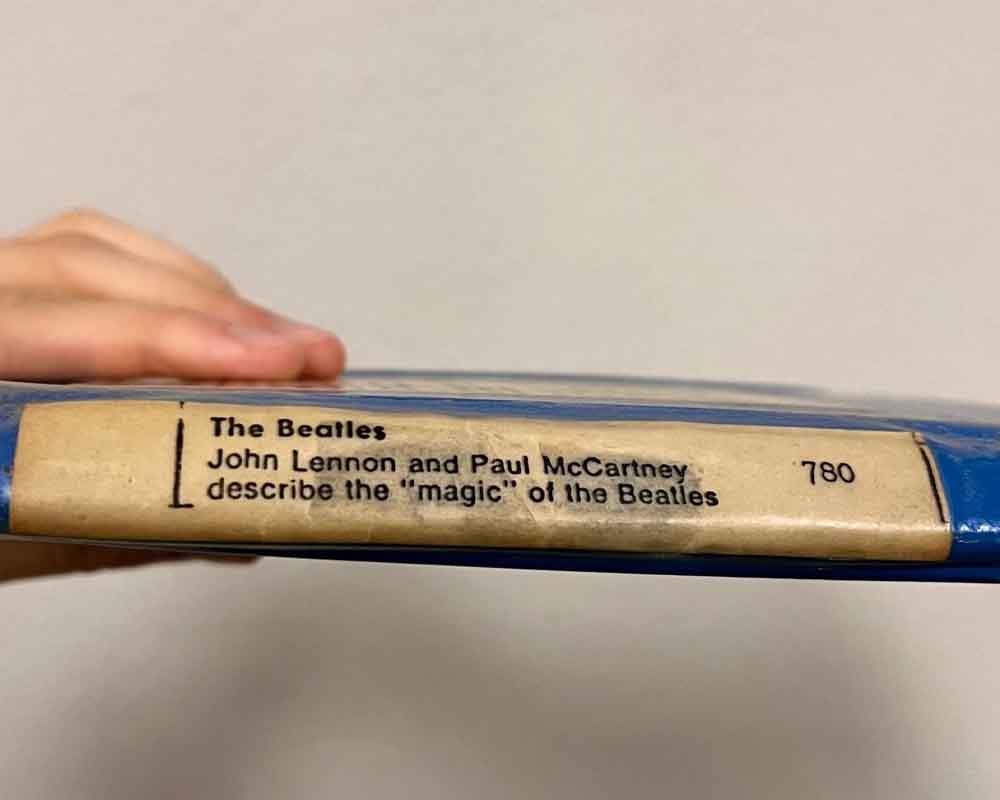 The Beatles
John Lennon and Paul McCartney
describe the "magic" of the Beatles
780